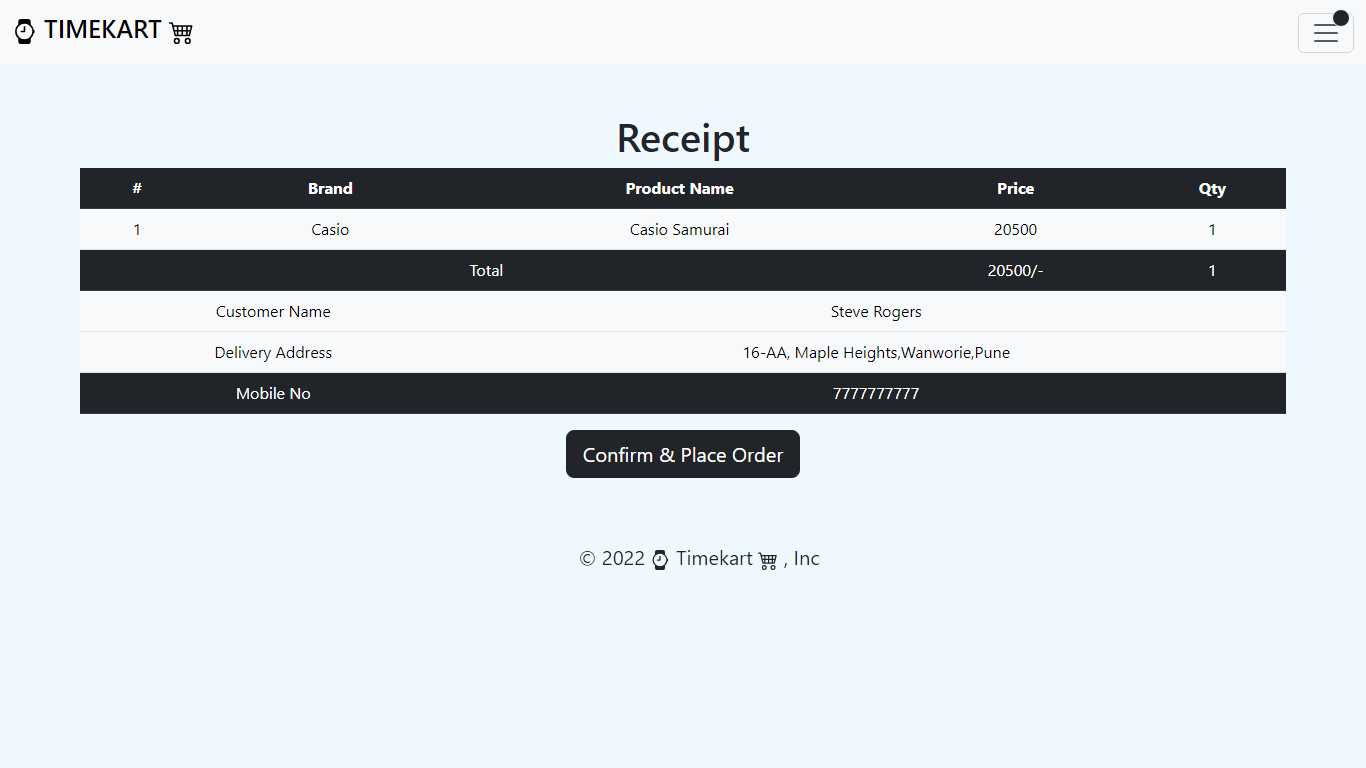 TIMEKART
Receipt
# Brand Product Name Price Qty
1 Casio Casio Samurai 20500 1
Total 20500/- 1
Customer Name Steve Rogers
Delivery Address 16-AA, Maple Heights,Wanworie,Pune
Mobile No 7777777777
Confirm & Place Order
© 2022 Timekart , Inc